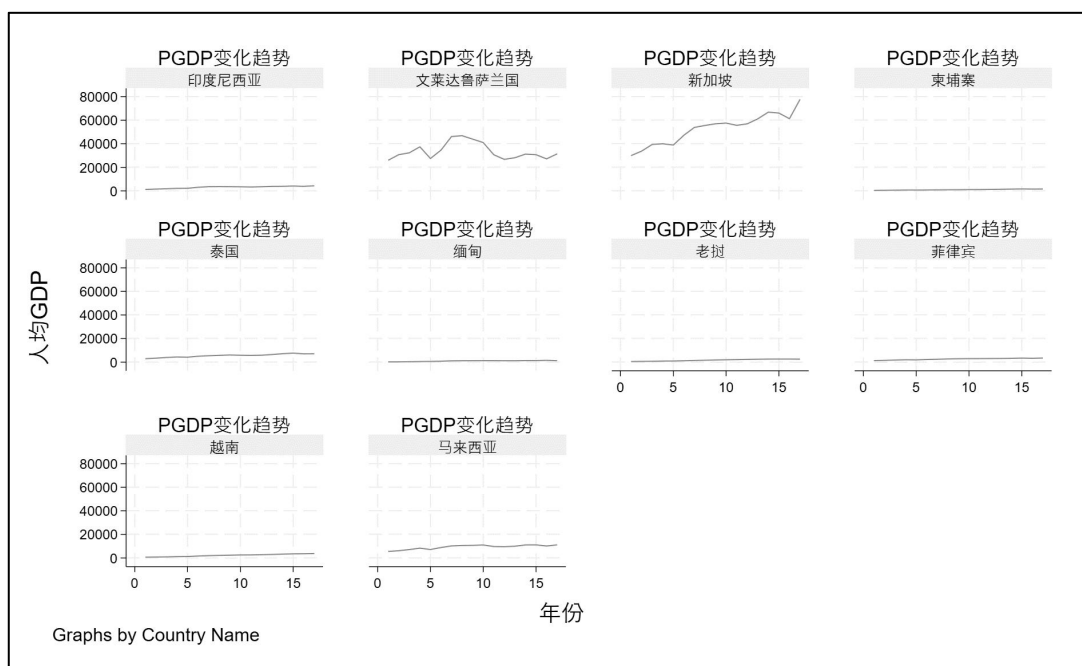 PGDP变化趋势 PGDP变化趋势 PGDP变化趋势 PGDP变化趋势
印度尼西亚 文莱达鲁萨兰国 新加坡 柬埔寨
80000
60000
40000
20000
0
PGDP变化趋势 PGDP变化趋势 PGDP变化趋势 PGDP变化趋势
泰国 缅甸 老挝 菲律宾
80000
60000
40000
20000
0
0 5 10 15 0 5 10 15
人均GDP
PGDP变化趋势 PGDP变化趋势
越南 马来西亚
80000
60000
40000
20000
0
0 5 10 15 0 5 10 15
年份
Graphs by Country Name